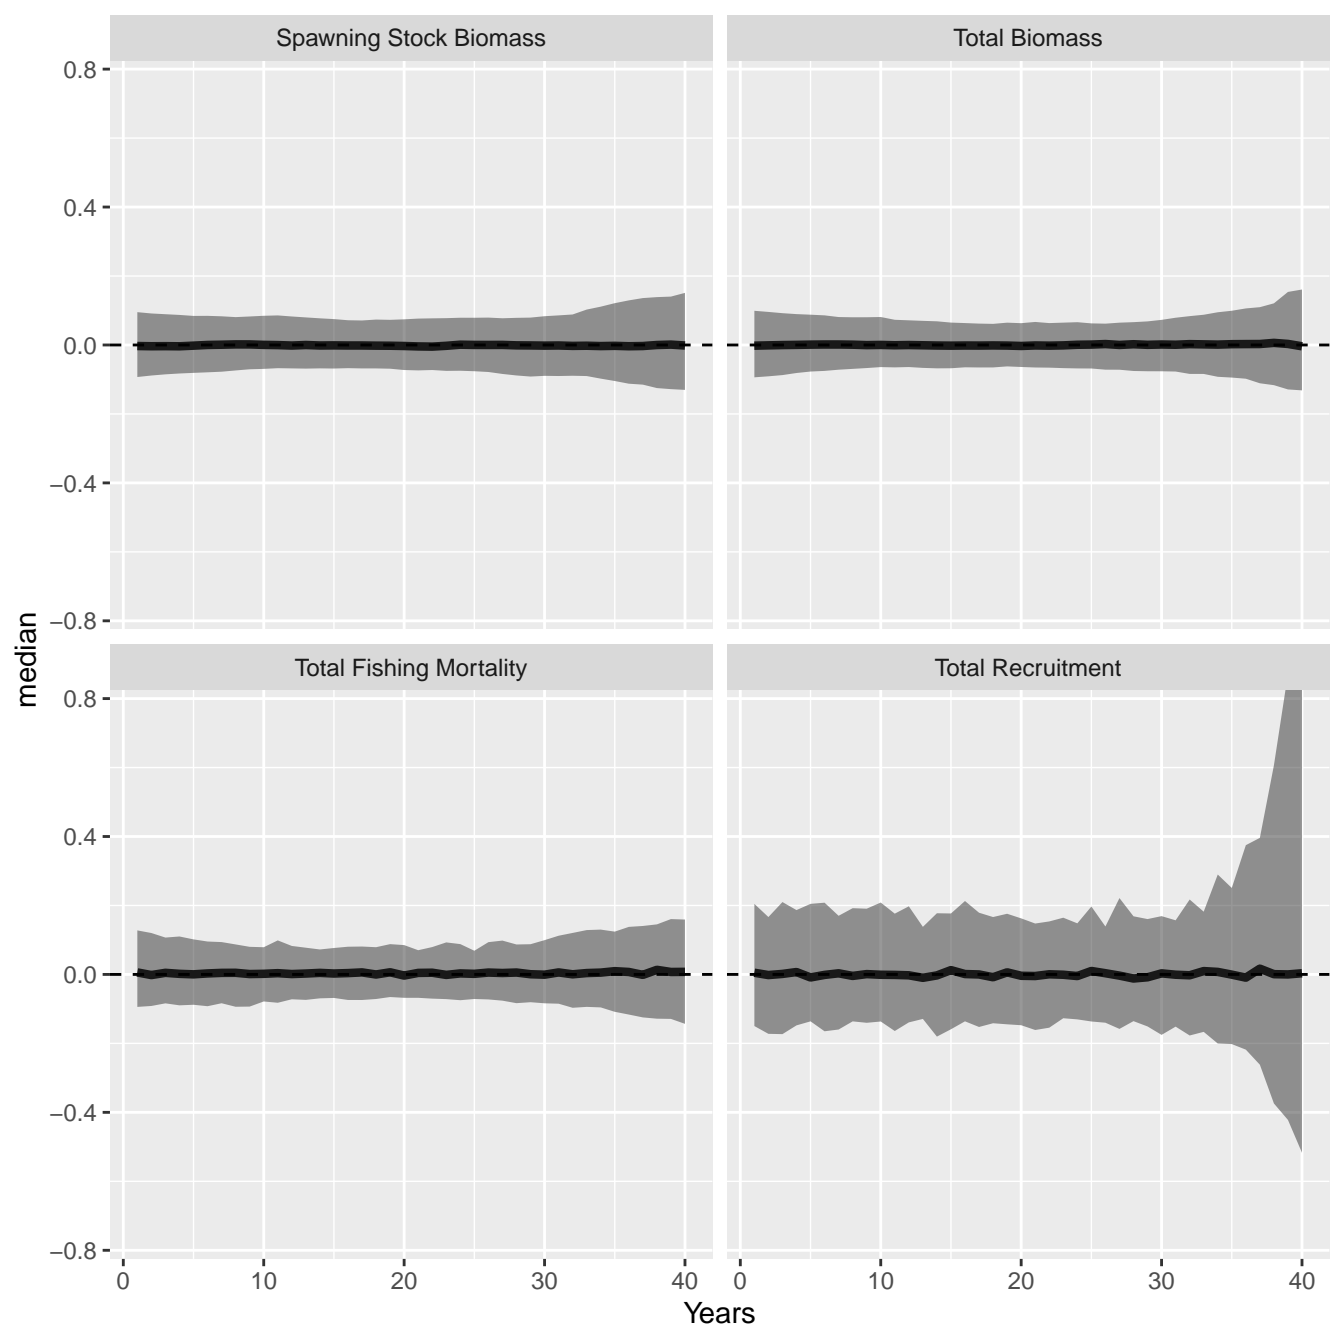 Spawning Stock Biomass
Total Biomass
0.8
0.4
0.0
−0.4
−0.8
median
Total Fishing Mortality
Total Recruitment
0.8
0.4
0.0
−0.4
−0.8
0 10 20 30 40
0 10 20 30 40
Years